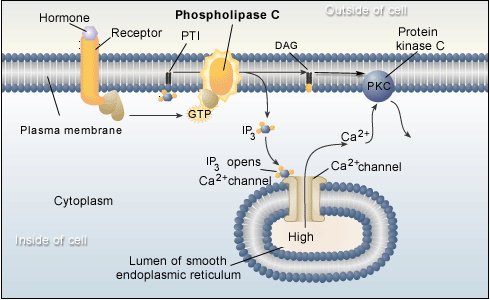 Hormone
Receptor
PTI
Phospholipase C
Outside of cell
DAG
Protein
kinase C
PKC
GTP
Plasma membrane
IP3
Ca2+
IP3 opens
Ca2+channel
Ca2+channel
Cytoplasm
High
Inside of cell
Lumen of smooth
endoplasmic reticulum